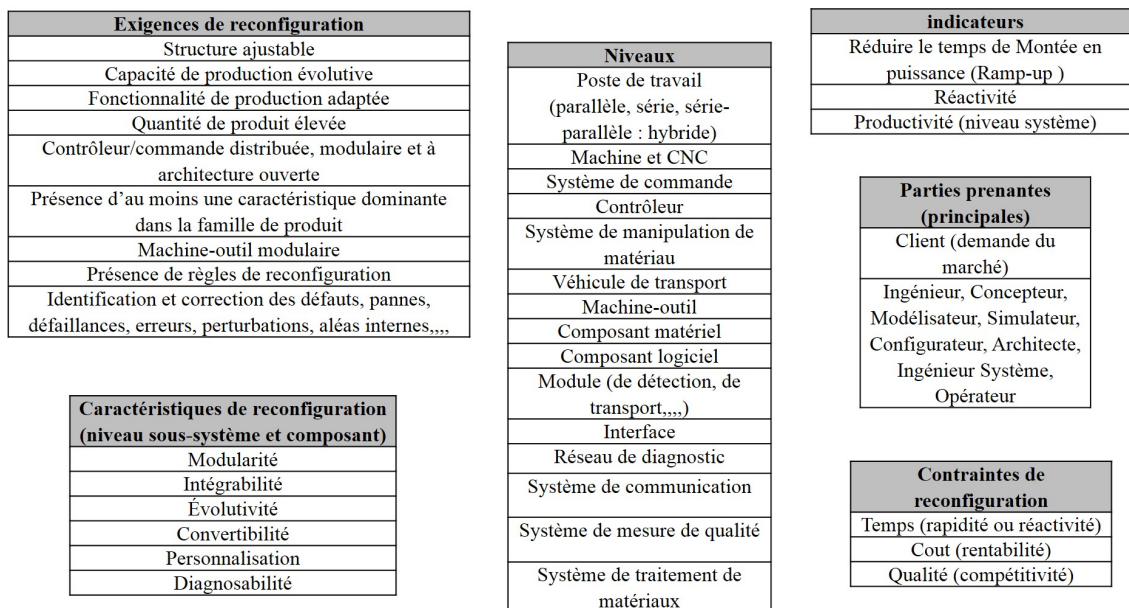 Exigences de reconfiguration
Structure ajustable
Capacité de production évolutive
Fonctionnalité de production adaptée
Quantité de produit élevée
Contrôleur/commande distribuée, modulaire et à
architecture ouverte
Présence d’au moins une caractéristique dominante
dans la famille de produit
Machine-outil modulaire
Présence de règles de reconfiguration
Identification et correction des défauts, pannes,
défaillances, erreurs, perturbations, aléas internes,,,,
Caractéristiques de reconfiguration
(niveau sous-système et composant)
Modularité
Intégrabilité
Évolutivité
Convertibilité
Personnalisation
Diagnosabilité
Niveaux
Poste de travail
(parallèle, série, série-
parallèle : hybride)
Machine et CNC
Système de commande
Contrôleur
Système de manipulation de
matériau
Véhicule de transport
Machine-outil
Composant matériel
Composant logiciel
Module (de détection, de
transport,,,,)
Interface
Réseau de diagnostic
Système de communication
Système de mesure de qualité
Système de traitement de
matériaux
indicateurs
Réduire le temps de Montée en
puissance (Ramp-up )
Réactivité
Productivité (niveau système)
Parties prenantes
(principales)
Client (demande du
marché)
Ingénieur, Concepteur,
Modélisateur, Simulateur,
Configurateur, Architecte,
Ingénieur Système,
Opérateur
Contraintes de
reconfiguration
Temps (rapidité ou réactivité)
Cout (rentabilité)
Qualité (compétitivité)